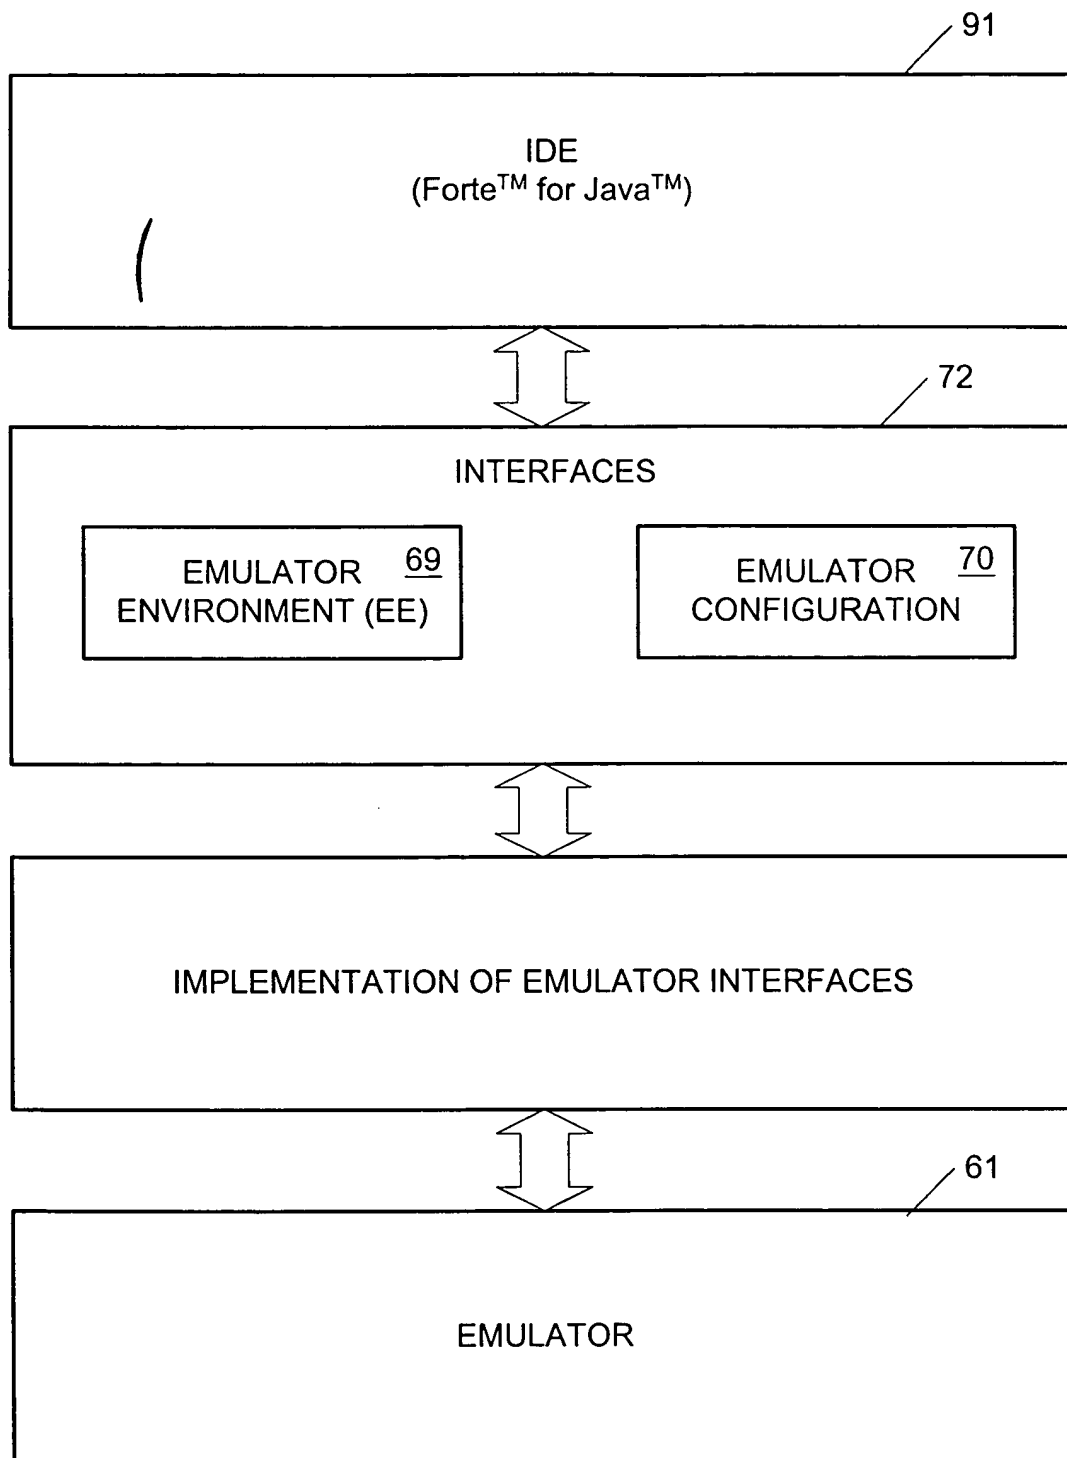 91
IDE
(Forte™ for Java™)
72
INTERFACES
EMULATOR 69
ENVIRONMENT (EE)
EMULATOR 70
CONFIGURATION
IMPLEMENTATION OF EMULATOR INTERFACES
61
EMULATOR